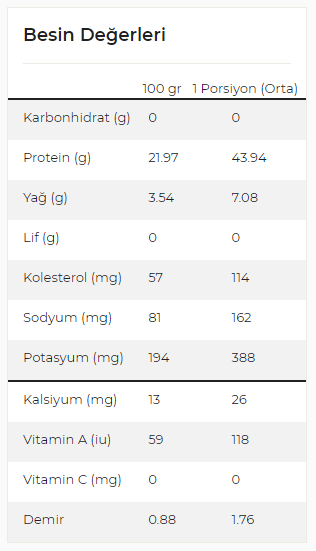 Besin Değerleri
100 gr 1 Porsiyon (Orta)
Karbonhidrat (g) 0 0
Protein (g) 21.97 43.94
Yağ (g) 3.54 7.08
Lif (g) 0 0
Kolesterol (mg) 57 114
Sodyum (mg) 81 162
Potasyum (mg) 194 388
Kalsiyum (mg) 13 26
Vitamin A (iu) 59 118
Vitamin C (mg) 0 0
Demir 0.88 1.76